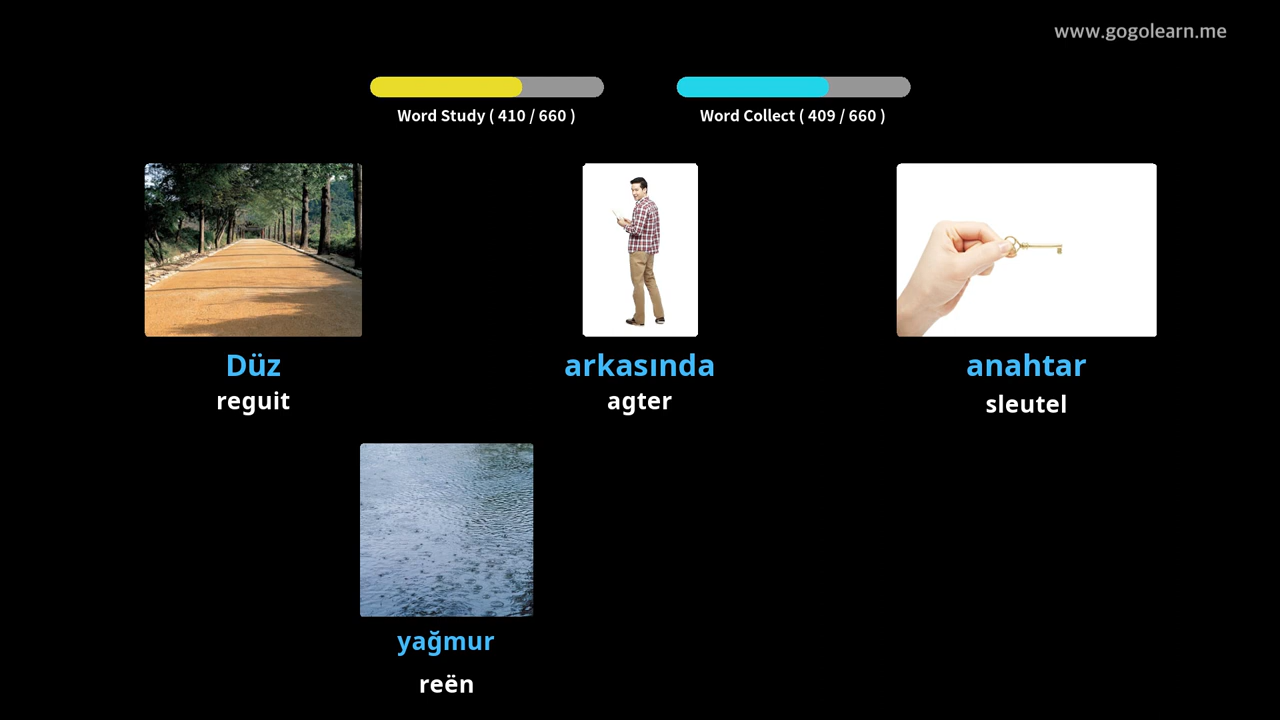 www.gogolearn.me
Word Study ( 410 / 660 )
Word Collect ( 409 / 660 )
Düz
reguit
arkasında
agter
anahtar
sleutel
yağmur
reën